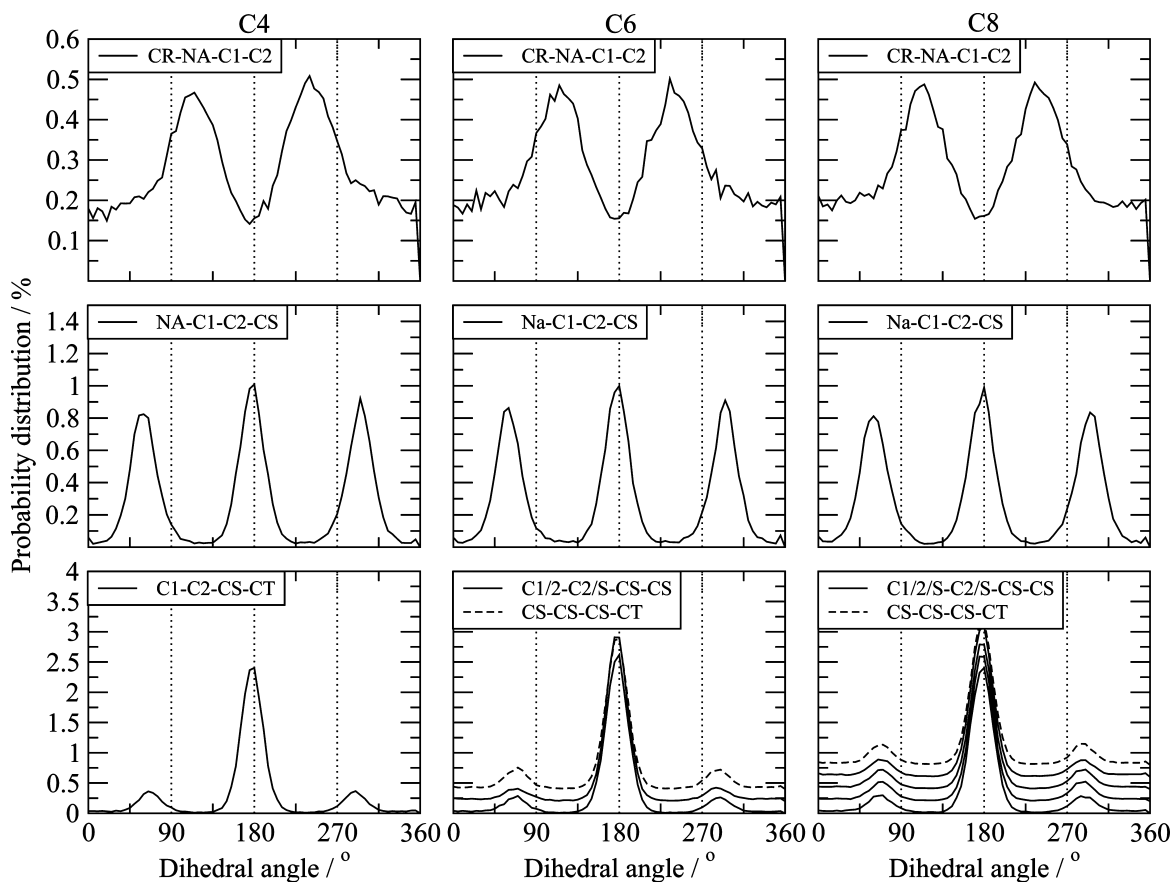 C4 C6 C8
0.6
0.5
0.4
0.3
0.2
0.1
CR-NA-C1-C2
CR-NA-C1-C2
CR-NA-C1-C2
Probability distribution / %
1.4
1.2
1
0.8
0.6
0.4
0.2
NA-C1-C2-CS
Na-C1-C2-CS
Na-C1-C2-CS
4
3.5
3
2.5
2
1.5
1
0.5
0
C1-C2-CS-CT
C1/2-C2/S-CS-CS
CS-CS-CS-CT
C1/2/S-C2/S-CS-CS
CS-CS-CS-CT
0 90 180 270 360 0 90 180 270 360 0 90 180 270 360
Dihedral angle / °
Dihedral angle / °
Dihedral angle / °